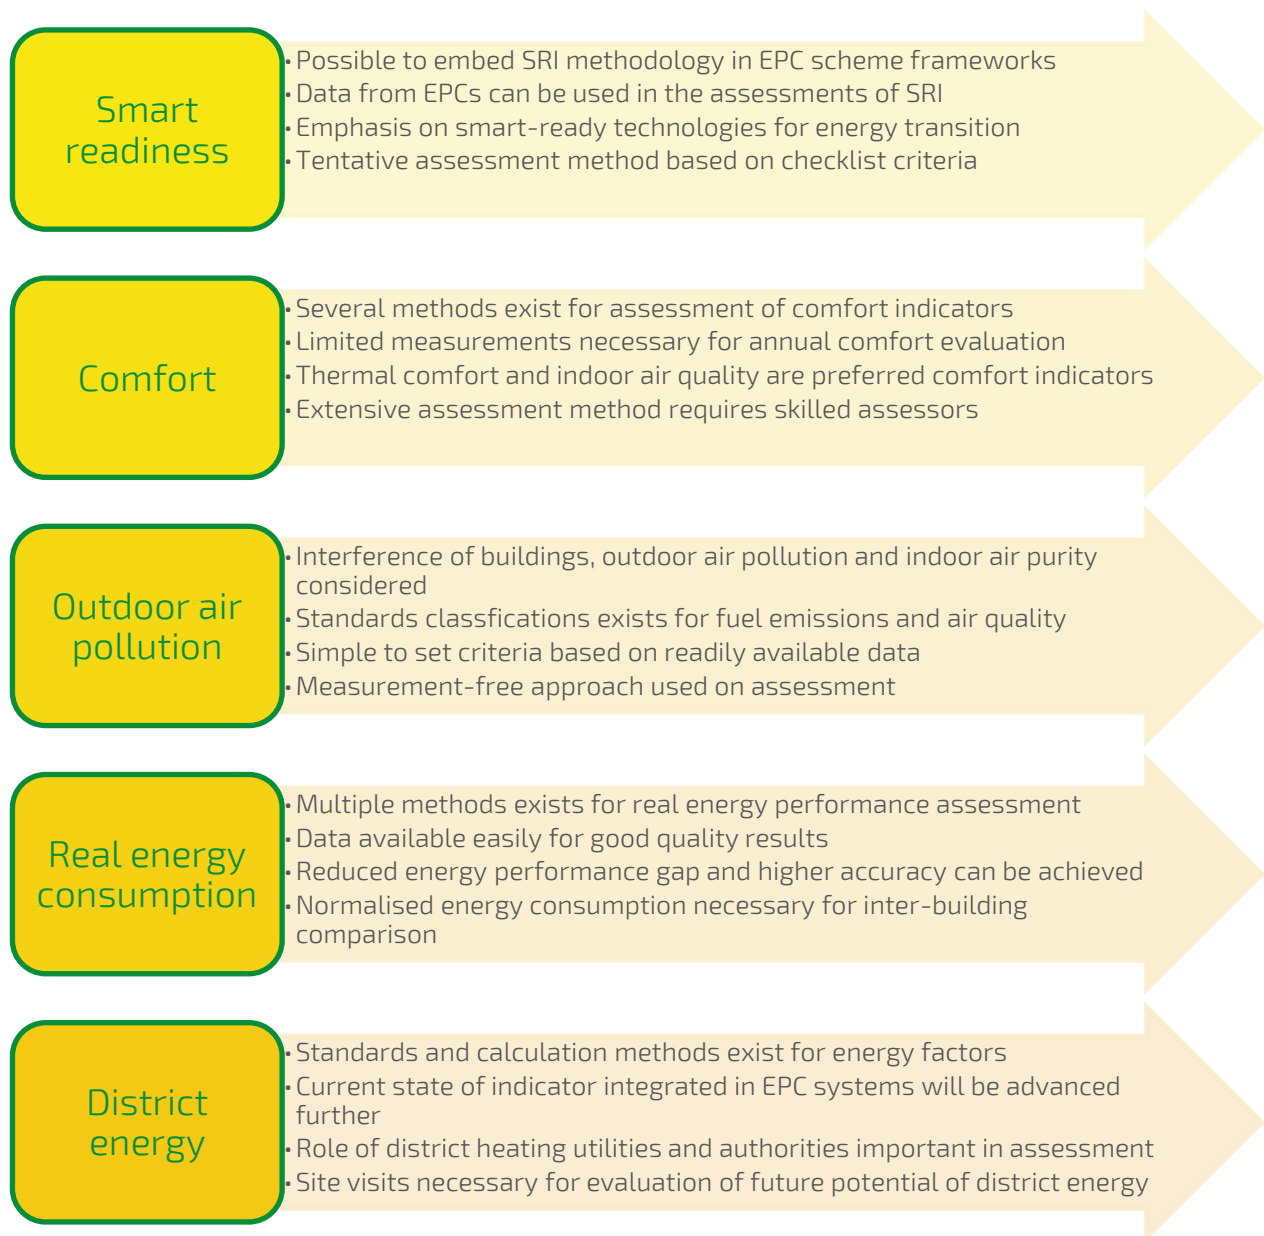 Smart
readiness
• Possible to embed SRI methodology in EPC scheme frameworks
• Data from EPCs can be used in the assessments of SRI
• Emphasis on smart-ready technologies for energy transition
• Tentative assessment method based on checklist criteria
Comfort
• Several methods exist for assessment of comfort indicators
• Limited measurements necessary for annual comfort evaluation
• Thermal comfort and indoor air quality are preferred comfort indicators
• Extensive assessment method requires skilled assessors
Outdoor air
pollution
• Interference of buildings, outdoor air pollution and indoor air purity
considered
• Standards classfications exists for fuel emissions and air quality
• Simple to set criteria based on readily available data
• Measurement-free approach used on assessment
Real energy
consumption
• Multiple methods exists for real energy performance assessment
• Data available easily for good quality results
• Reduced energy performance gap and higher accuracy can be achieved
• Normalised energy consumption necessary for inter-building
comparison
District
energy
• Standards and calculation methods exist for energy factors
• Current state of indicator integrated in EPC systems will be advanced
further
• Role of district heating utilities and authorities important in assessment
• Site visits necessary for evaluation of future potential of district energy